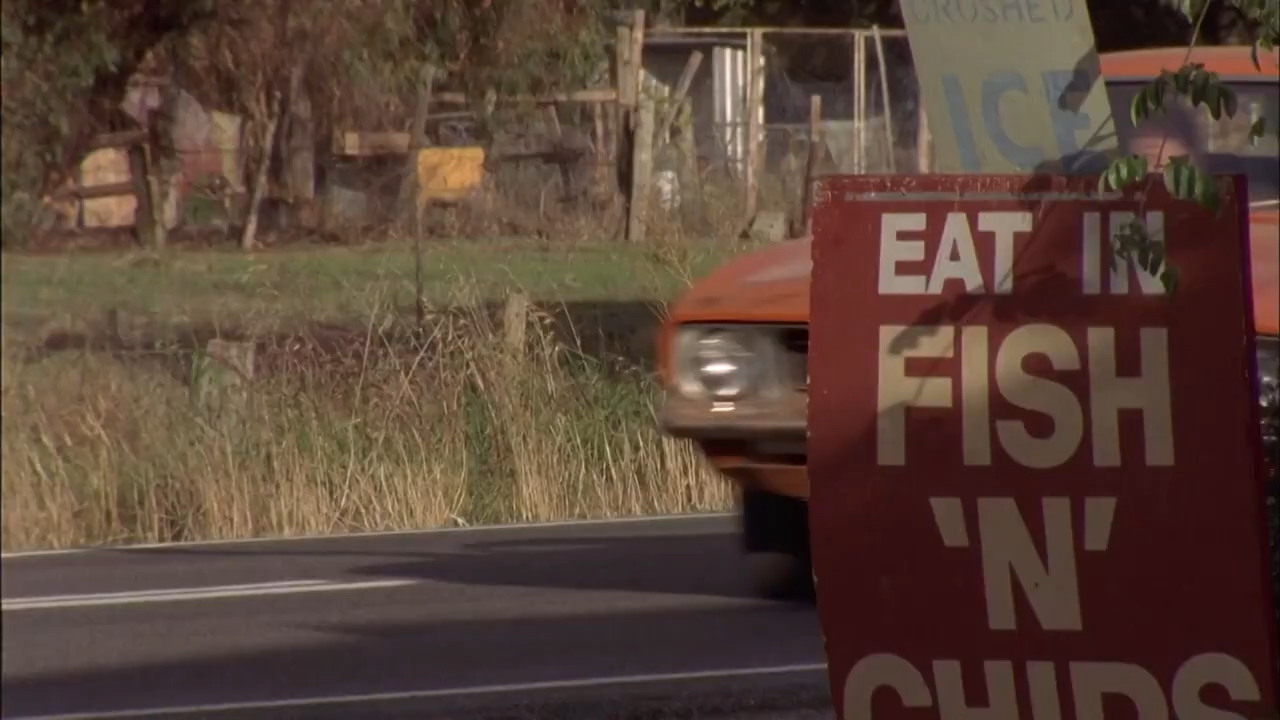 CRUSHED
ICE
EAT IN
FISH
'N'
CHIPS